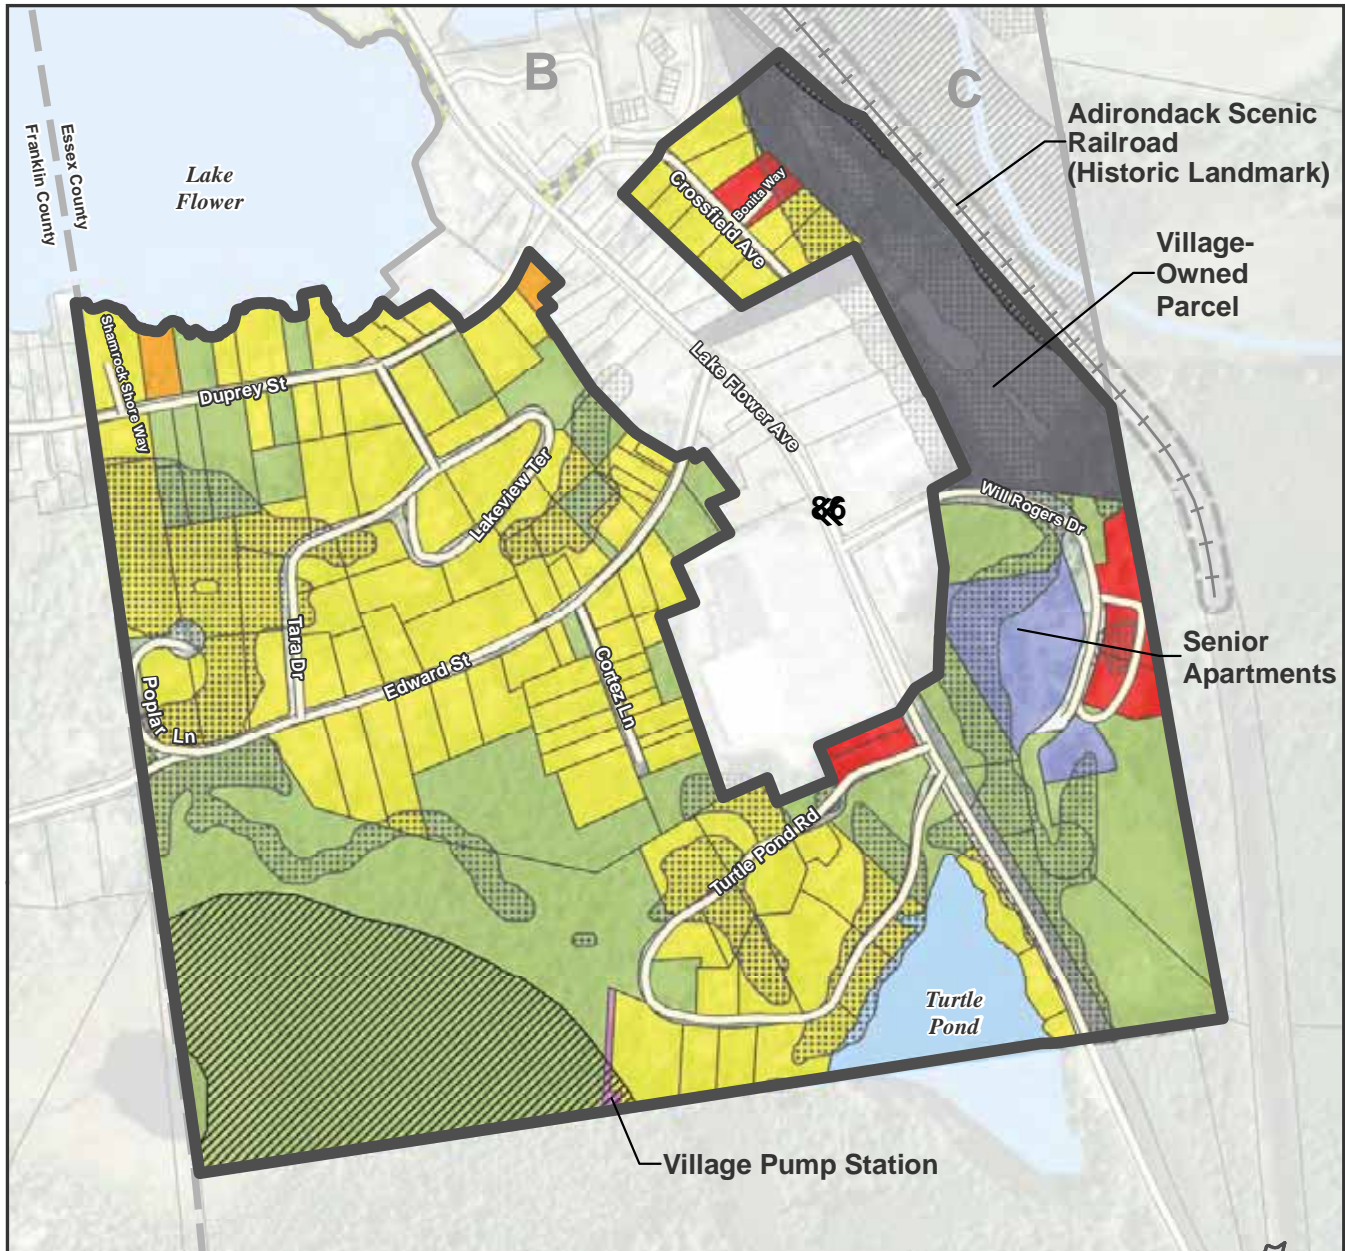 B
C
Adirondack Scenic
Railroad
(Historic Landmark)
Essex County
Franklin County
Lake
Flower
Bonita Way
Crossfield Ave
Village-
Owned
Parcel
Shamrock Shore Way
Duprey St
Lake Flower Ave
Lakeview Ter
Will Rogers Dr
86
Tara Dr
Edward St
Cortez Ln
Poplar Ln
Senior
Apartments
Turtle Pond Rd
Turtle
Pond
Village Pump Station